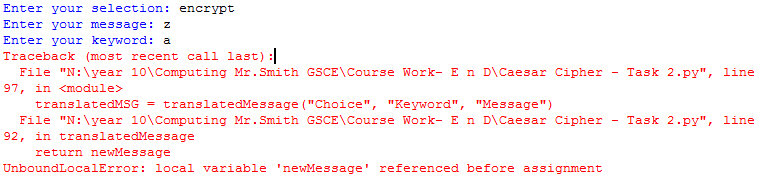 Enter your selection: encrypt
Enter your message: z
Enter your keyword: a
Traceback (most recent call last):
  File "N:\year 10\Computing Mr.Smith GSCE\Course Work- E n D\Caesar Cipher - Task 2.py", line
97, in <module>
    translatedMSG = translatedMessage("Choice", "Keyword", "Message")
  File "N:\year 10\Computing Mr.Smith GSCE\Course Work- E n D\Caesar Cipher - Task 2.py", line
92, in translatedMessage
    return newMessage
UnboundLocalError: local variable 'newMessage' referenced before assignment